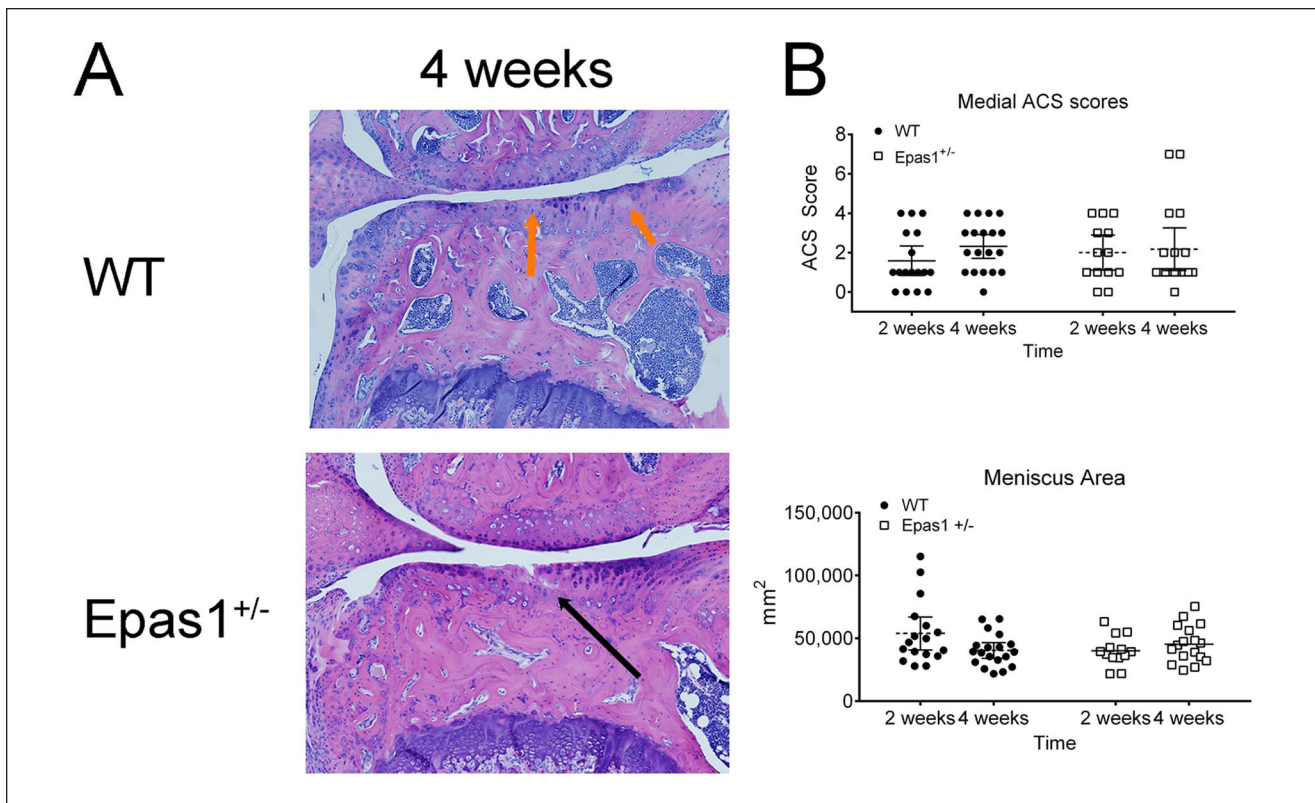 A
4 weeks
WT
Epas1+/-
B
Medial ACS scores
WT
Epas1+/-
8
6
4
2
0
ACS Score
2 weeks 4 weeks 2 weeks 4 weeks
Time
Meniscus Area
WT
Epas1 +/-
150,000
100,000
50,000
0
mm2
2 weeks 4 weeks 2 weeks 4 weeks
Time